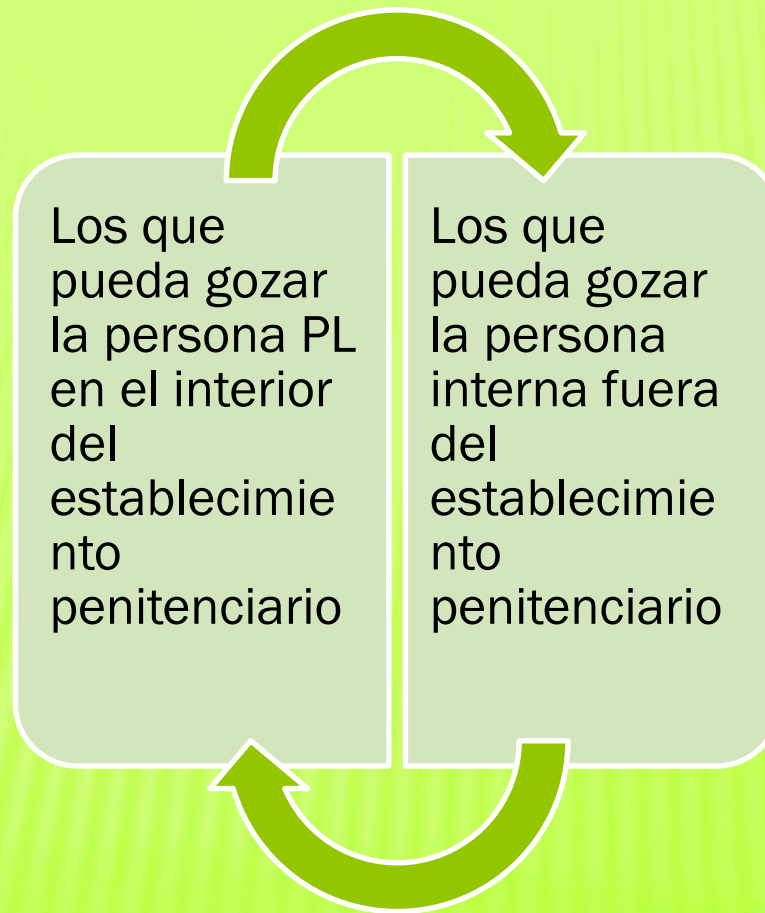 Los que
pueda gozar
la persona PL
en el interior
del
establecimie
nto
penitenciario
Los que
pueda gozar
la persona
interna fuera
del
establecimie
nto
penitenciario